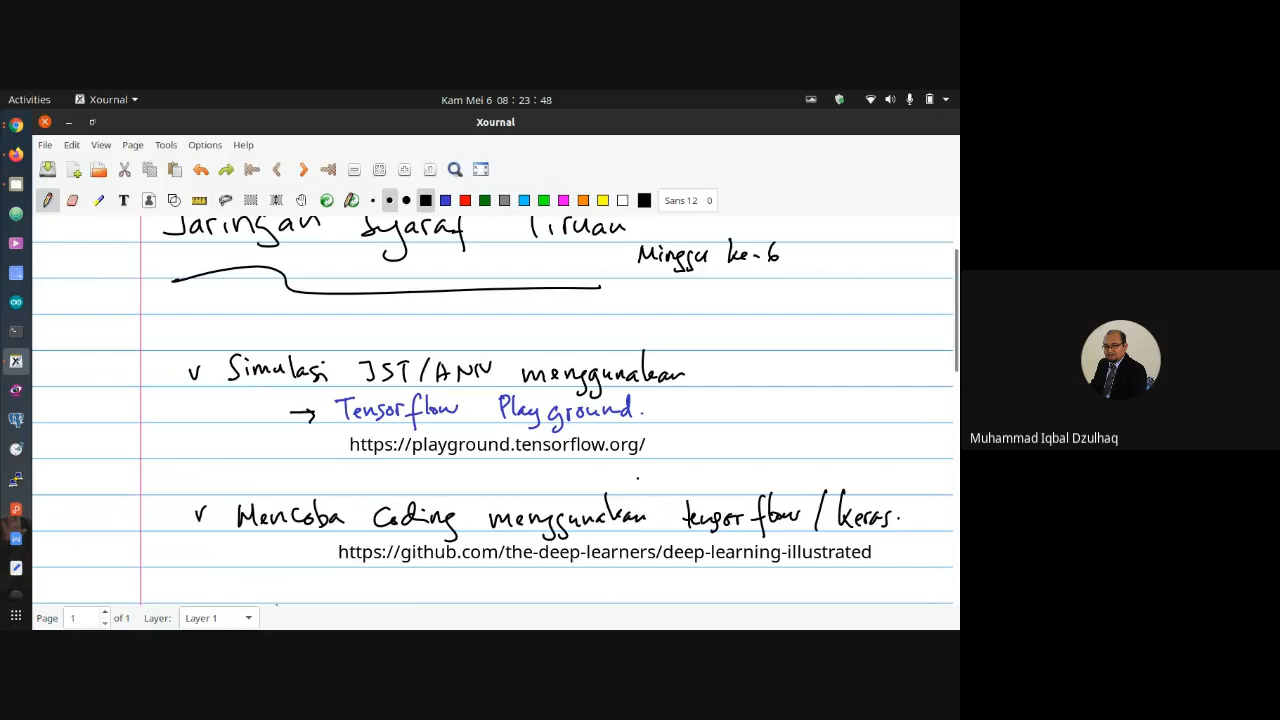 Activities Xournal Kam Mei 6 08 : 23 : 48
Xournal
File Edit View Page Tools Options Help
Sans 12 0
Jaringan Syaraf Tiruan
Minggu ke-6
v Simulasi JST/ANN menggunakan
→ Tensorflow Playground.
https://playground.tensorflow.org/
v Mencoba Coding menggunakan tensorflow/keras.
https://github.com/the-deep-learners/deep-learning-illustrated
Page 1 of 1 Layer: Layer 1
Muhammad Iqbal Dzulhaq